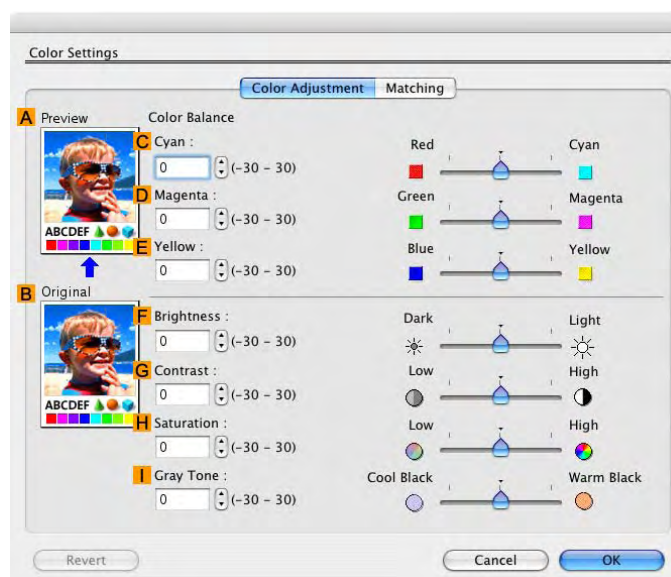 Color Settings
Color Adjustment Matching
A Preview
Color Balance
C Cyan :
0 (-30 – 30)
Red Cyan
D Magenta :
0 (-30 – 30)
Green Magenta
E Yellow :
0 (-30 – 30)
Blue Yellow
ABCDEF
B Original
F Brightness :
0 (-30 – 30)
Dark Light
G Contrast :
0 (-30 – 30)
Low High
ABCDEF
H Saturation :
0 (-30 – 30)
Low High
I Gray Tone :
0 (-30 – 30)
Cool Black Warm Black
Revert Cancel OK